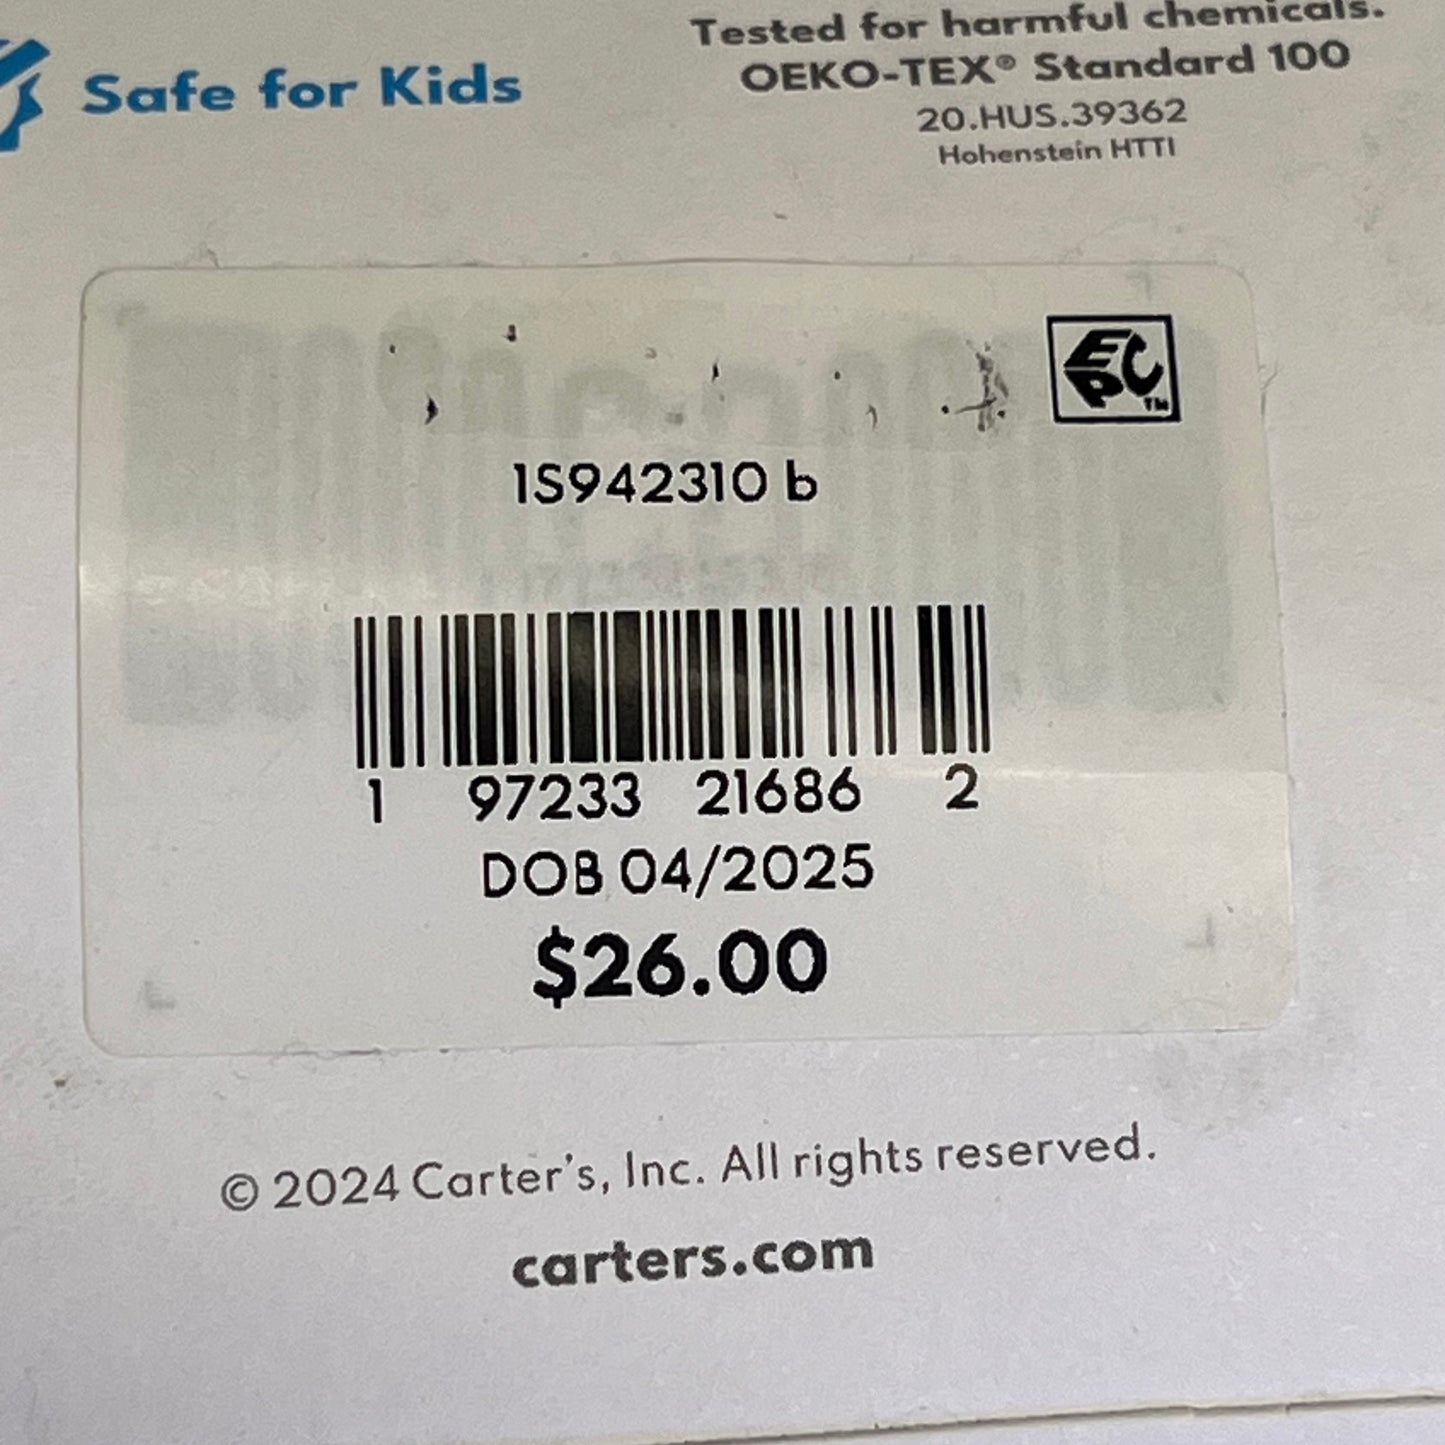 Safe for Kids
Tested for harmful chemicals.
OEKO-TEX® Standard 100
20.HUS.39362
Hohenstein HTTI
EPC™
1S942310 b
1 97233 21686 2
DOB 04/2025
$26.00
© 2024 Carter's, Inc. All rights reserved.
carters.com